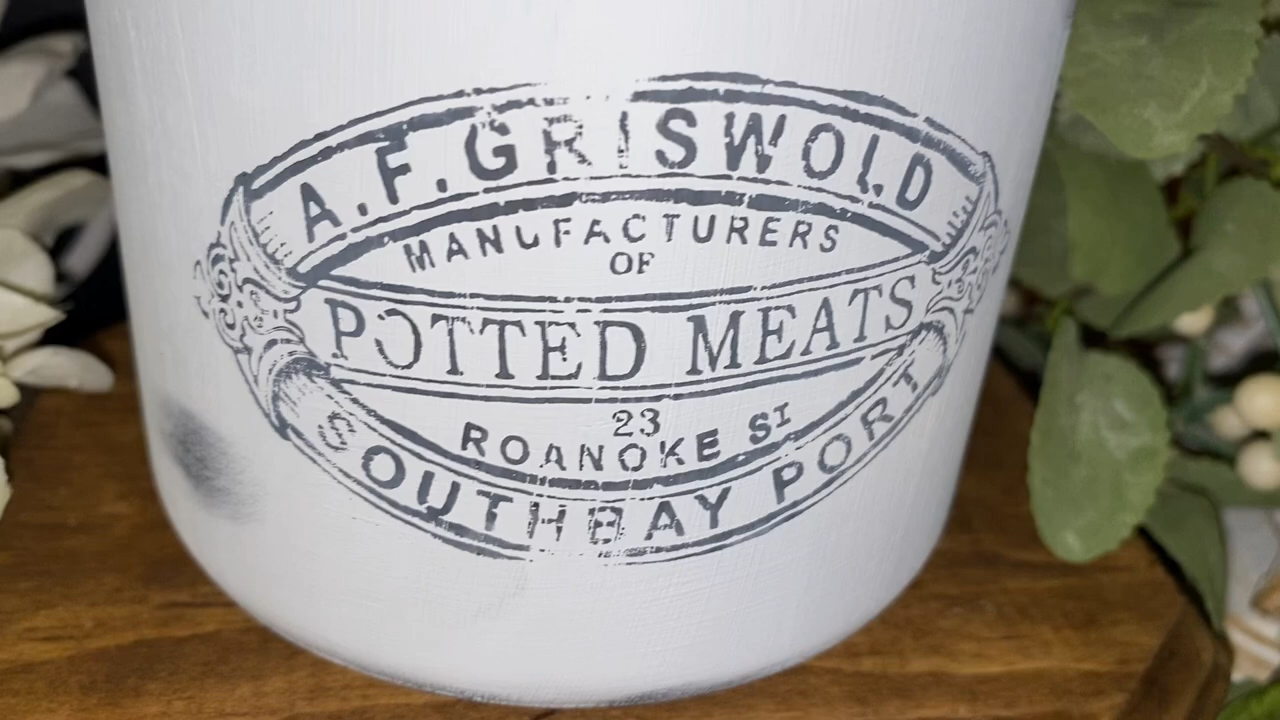 A.F. GRISWOLD
MANUFACTURERS
OF
POTTED MEATS
23
ROANOKE ST
SOUTHBAY PORT